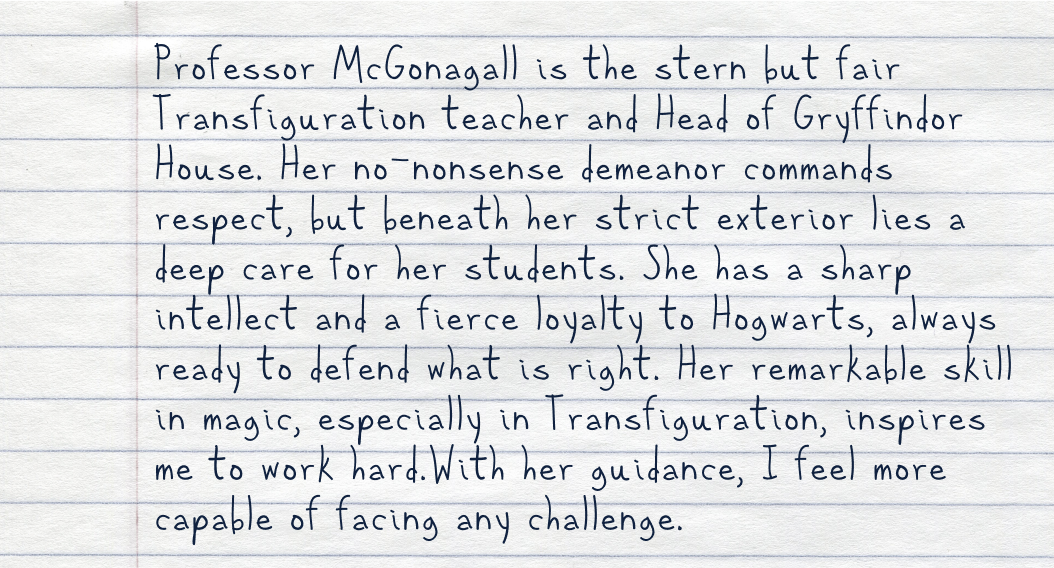 Professor McGonagall is the stern but fair
Transfiguration teacher and Head of Gryffindor
House. Her no-nonsense demeanor commands
respect, but beneath her strict exterior lies a
deep care for her students. She has a sharp
intellect and a fierce loyalty to Hogwarts, always
ready to defend what is right. Her remarkable skill
in magic, especially in Transfiguration, inspires
me to work hard.With her guidance, I feel more
capable of facing any challenge.